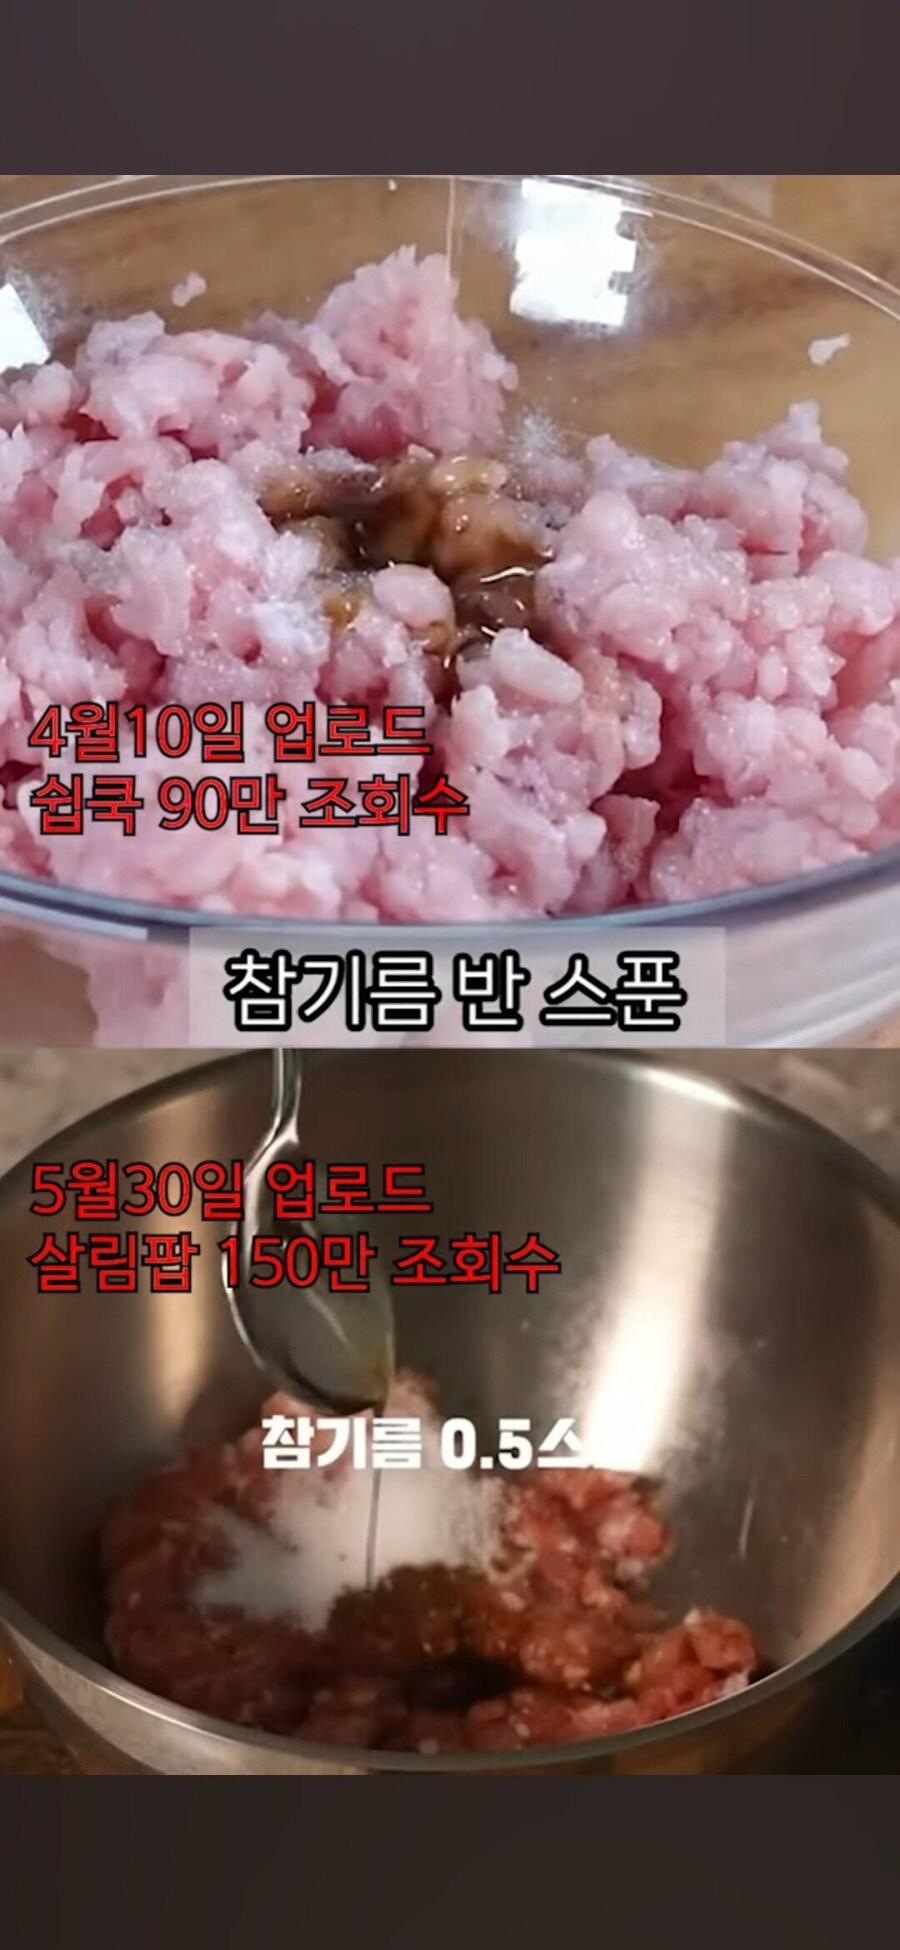 4월10일 업로드
쉽쿡 90만 조회수
참기름 반 스푼
5월30일 업로드
살림팝 150만 조회수
참기름 0.5스